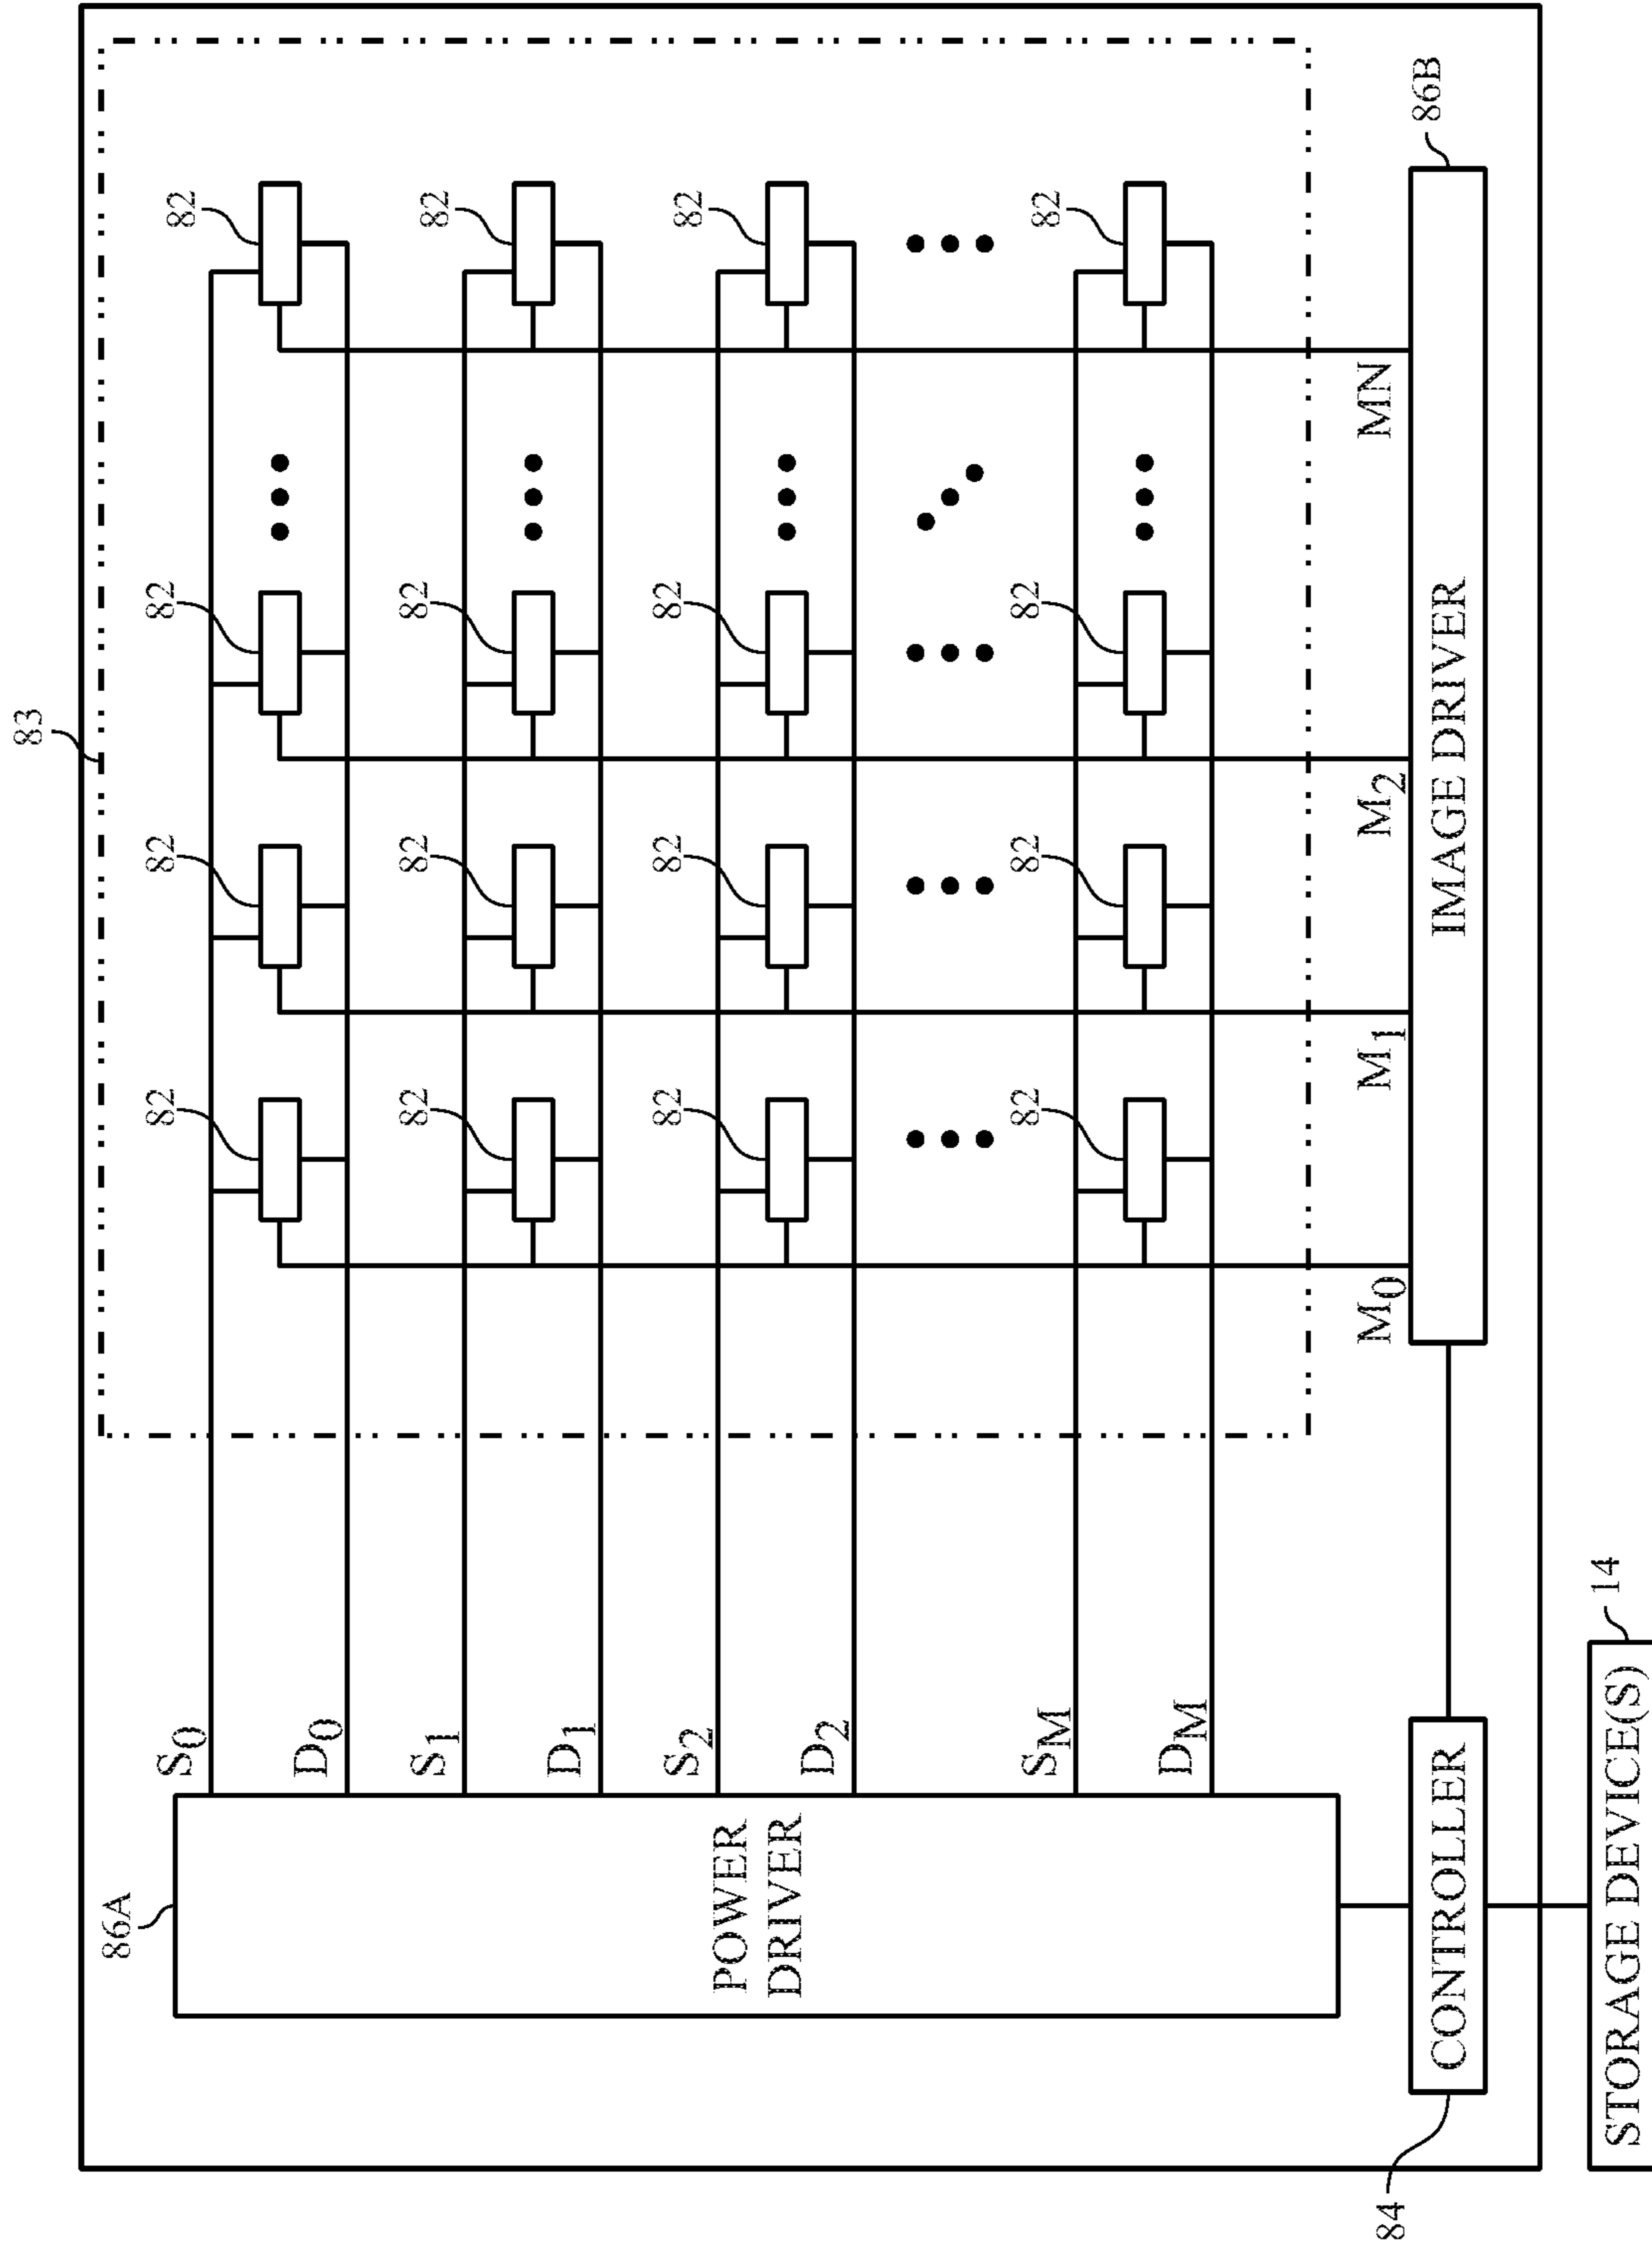 83
86A
S0
82
82
82
82
D0
S1
82
82
82
82
D1
S2
82
82
82
82
POWER
DRIVER
D2
SM
82
82
82
82
DM
M0
M1
M2
MN
84
CONTROLLER
IMAGE DRIVER
86B
STORAGE DEVICE(S)
14